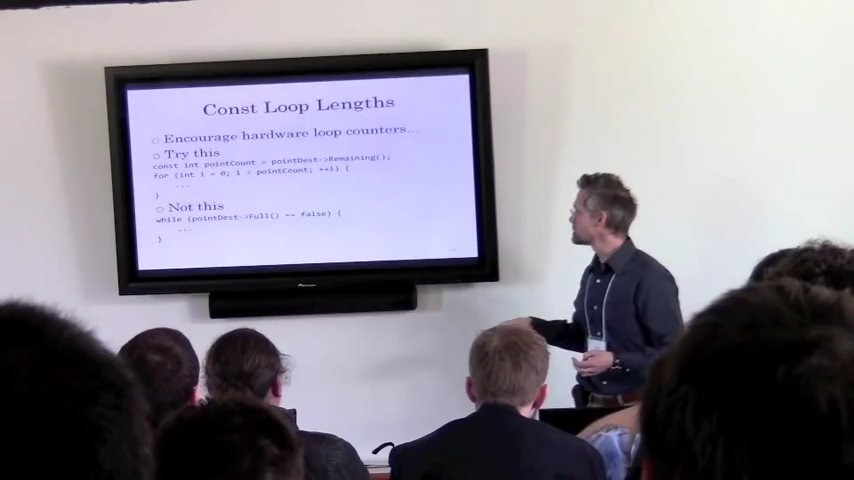 Const Loop Lengths
Encourage hardware loop counters...
Try this
const int pointCount = pointDest->Remaining();
for (int i = 0; i < pointCount; ++i) {
...
}
Not this
while (pointDest->Full() == false) {
...
}
Pioneer